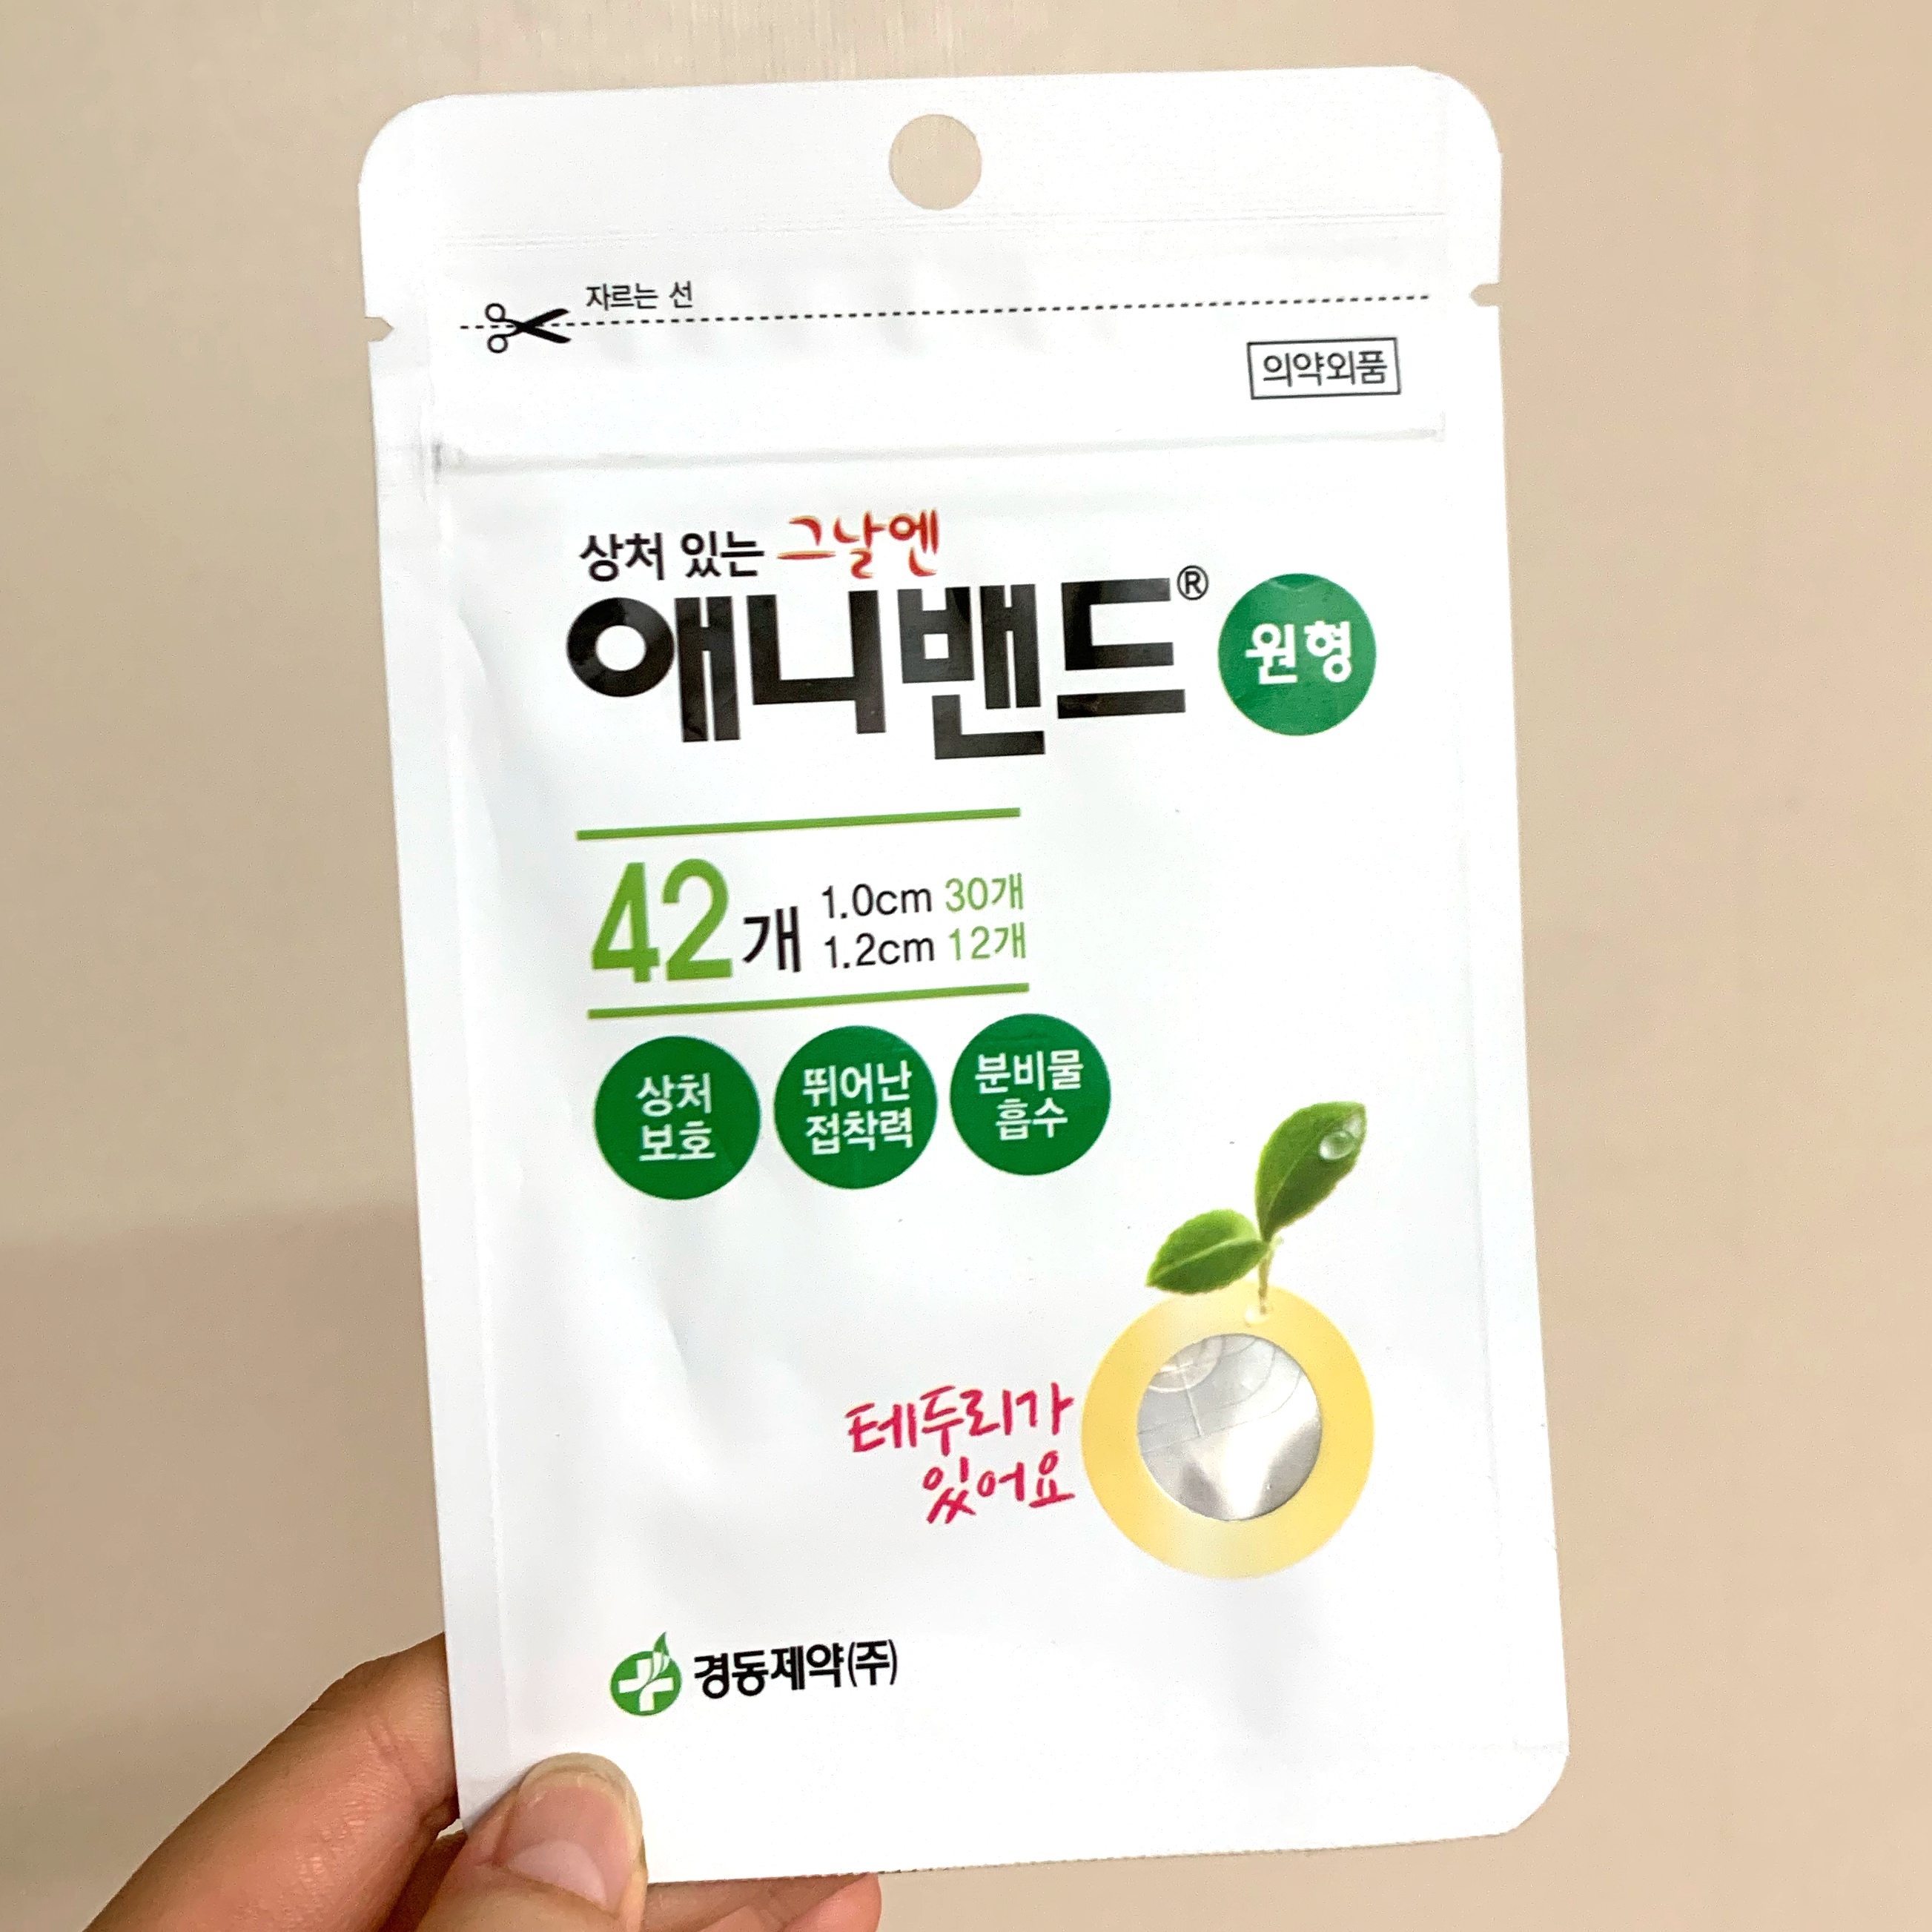 자르는 선
의약외품
상처 있는 그날엔
애니밴드®
원형
42개
1.0cm 30개
1.2cm 12개
상처
보호
뛰어난
접착력
분비물
흡수
테두리가
있어요
경동제약(주)